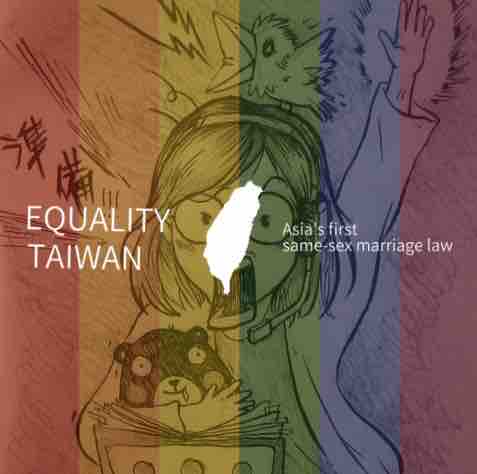 準備
EQUALITY
TAIWAN
Asia's first
same-sex marriage law